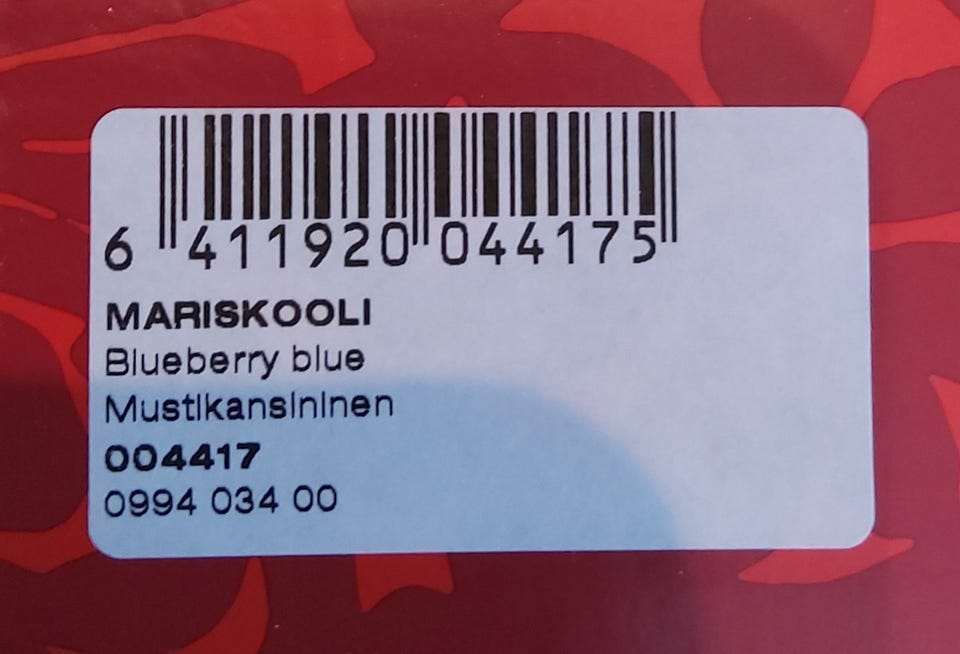 6 411920 044175
MARISKOOLI
Blueberry blue
Mustikansininen
004417
0994 034 00